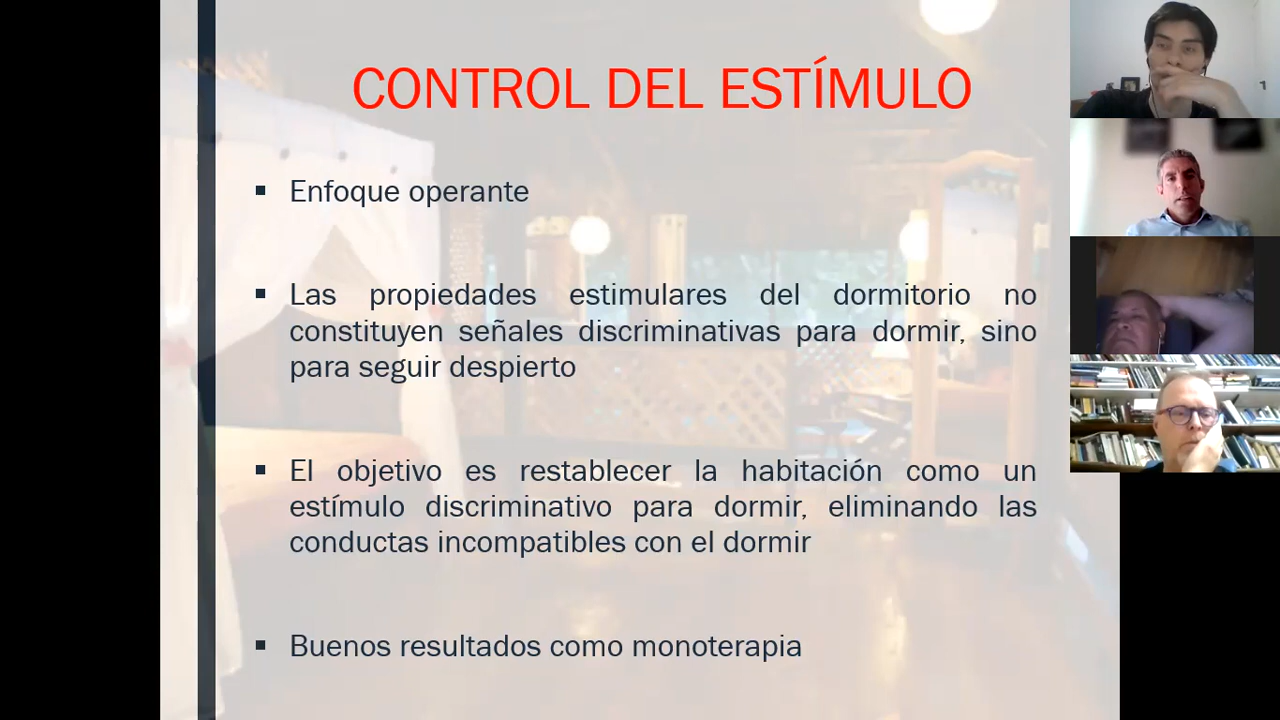 CONTROL DEL ESTÍMULO
▪ Enfoque operante
▪ Las propiedades estimulares del dormitorio no
constituyen señales discriminativas para dormir, sino
para seguir despierto
▪ El objetivo es restablecer la habitación como un
estímulo discriminativo para dormir, eliminando las
conductas incompatibles con el dormir
▪ Buenos resultados como monoterapia